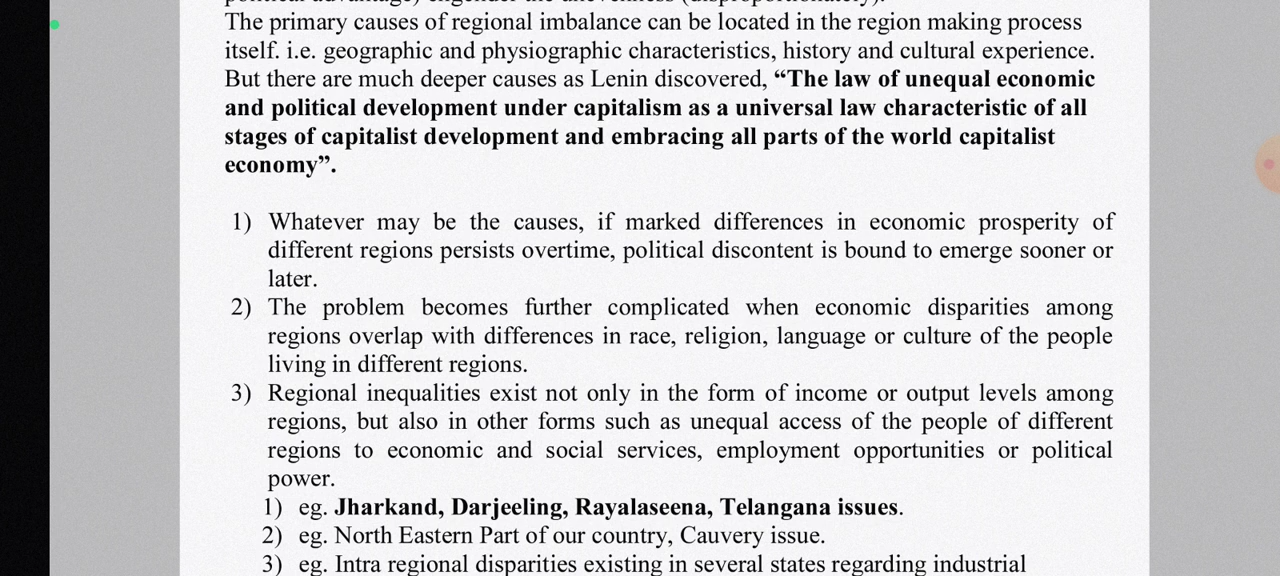 political advantage) engender the unevenness (disproportionately).
The primary causes of regional imbalance can be located in the region making process
itself. i.e. geographic and physiographic characteristics, history and cultural experience.
But there are much deeper causes as Lenin discovered, “The law of unequal economic
and political development under capitalism as a universal law characteristic of all
stages of capitalist development and embracing all parts of the world capitalist
economy”.
1) Whatever may be the causes, if marked differences in economic prosperity of
different regions persists overtime, political discontent is bound to emerge sooner or
later.
2) The problem becomes further complicated when economic disparities among
regions overlap with differences in race, religion, language or culture of the people
living in different regions.
3) Regional inequalities exist not only in the form of income or output levels among
regions, but also in other forms such as unequal access of the people of different
regions to economic and social services, employment opportunities or political
power.
1) eg. Jharkand, Darjeeling, Rayalaseena, Telangana issues.
2) eg. North Eastern Part of our country, Cauvery issue.
3) eg. Intra regional disparities existing in several states regarding industrial